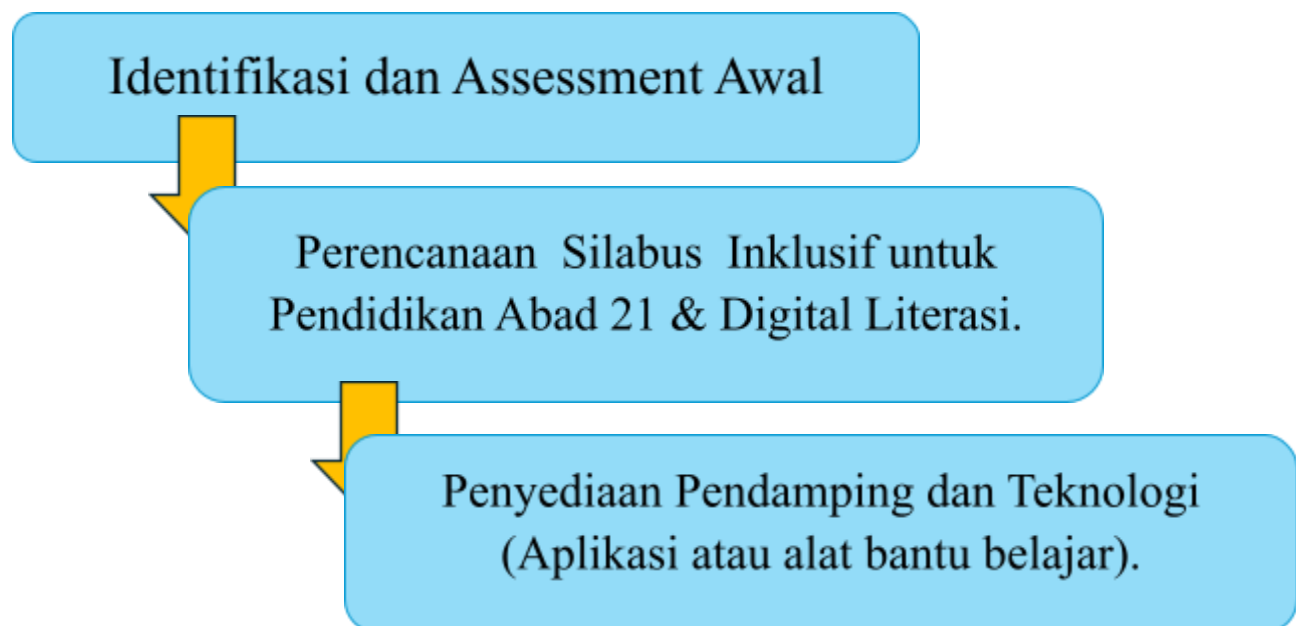 Identifikasi dan Assessment Awal
Perencanaan Silabus Inklusif untuk
Pendidikan Abad 21 & Digital Literasi.
Penyediaan Pendamping dan Teknologi
(Aplikasi atau alat bantu belajar).